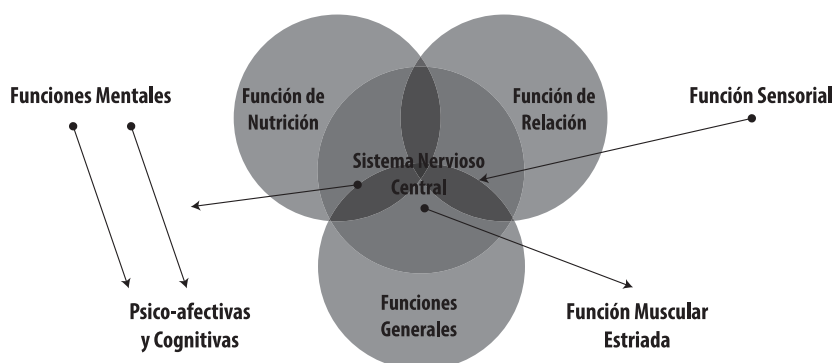 Funciones Mentales
Función de
Nutrición
Función de
Relación
Función Sensorial
Sistema Nervioso
Central
Psico-afectivas
y Cognitivas
Funciones
Generales
Función Muscular
Estriada